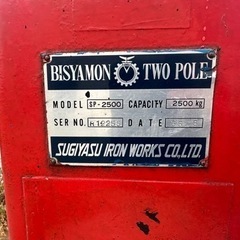 BISYAMON TWO POLE
MODEL SP-2500 CAPACITY 2500 kg
SER NO. DATE
SUGIYASU IRON WORKS CO.,LTD.